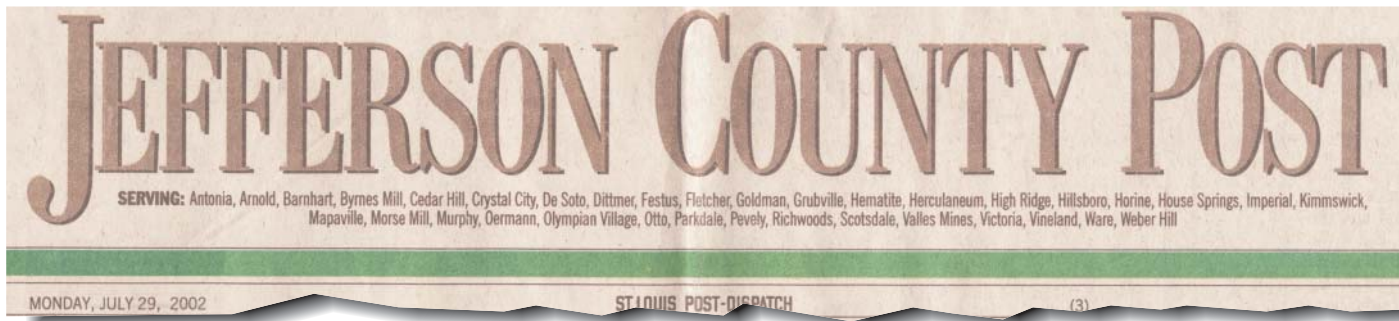 JEFFERSON COUNTY POST
SERVING: Antonia, Arnold, Barnhart, Byrnes Mill, Cedar Hill, Crystal City, De Soto, Dittmer, Festus, Fletcher, Goldman, Grubville, Hematite, Herculaneum, High Ridge, Hillsboro, Horine, House Springs, Imperial, Kimmswick,
Mapaville, Morse Mill, Murphy, Oermann, Olympian Village, Otto, Parkdale, Pevely, Richwoods, Scotsdale, Valles Mines, Victoria, Vineland, Ware, Weber Hill
MONDAY, JULY 29, 2002 ST.LOUIS POST-DISPATCH (3)